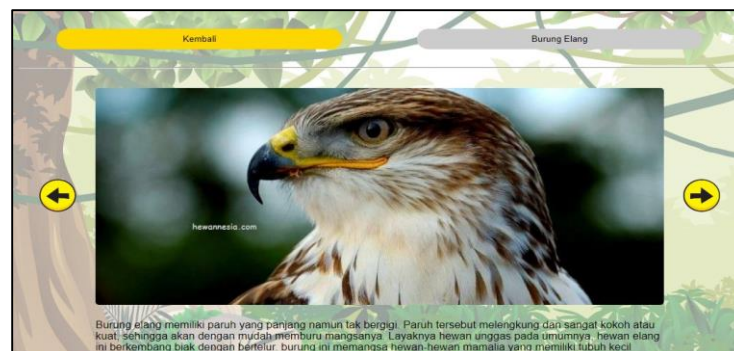 Kembali
Burung Elang
hewannesia.com
Burung elang memiliki paruh yang panjang namun tak bergigi. Paruh tersebut melengkung dan sangat kokoh atau
kuat, sehingga akan dengan mudah memburu mangsanya. Layaknya hewan unggas pada umumnya, hewan elang
ini berkembang biak dengan bertelur. burung ini memangsa hewan-hewan mamalia yang memiliki tubuh kecil